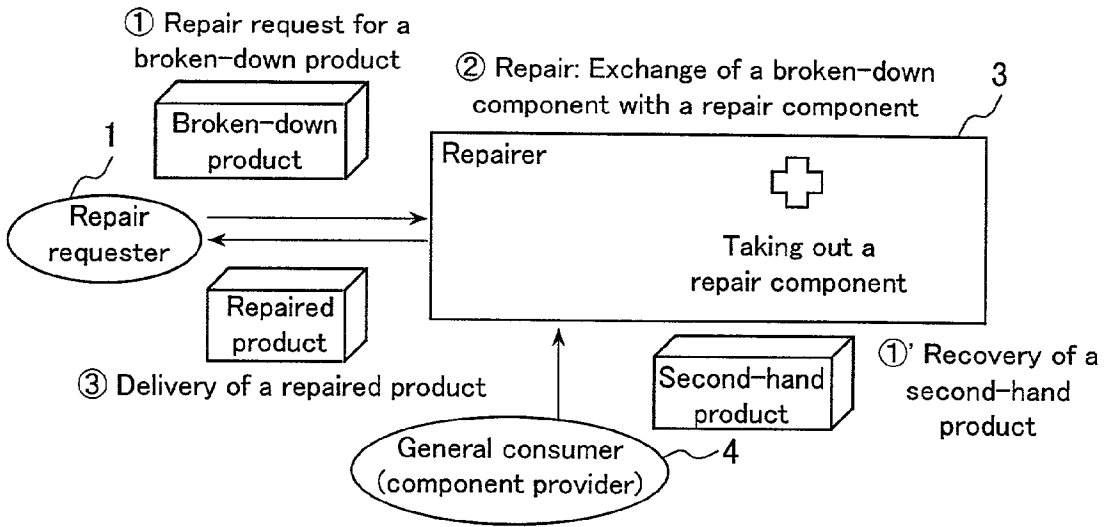 ① Repair request for a
broken-down product
② Repair: Exchange of a broken-down
component with a repair component
3
1
Broken-down
product
Repairer
Repair
requester
Taking out a
repair component
Repaired
product
③ Delivery of a repaired product
Second-hand
product
①' Recovery of a
second-hand
product
General consumer
(component provider)
4